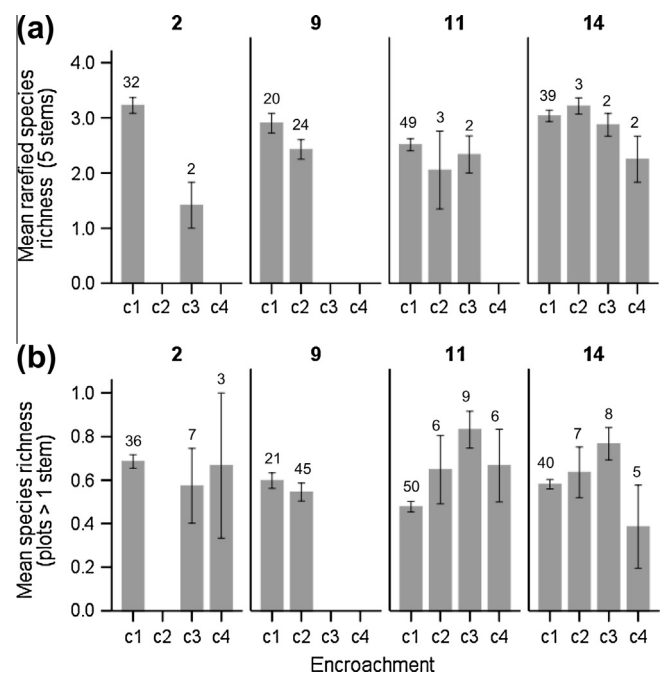 (a)
2 9 11 14
Mean rarefied species
richness (5 stems)
4.0
3.0
2.0
1.0
0.0
32 2 20 24 49 3 2 39 3 2 2
c1 c2 c3 c4 c1 c2 c3 c4 c1 c2 c3 c4 c1 c2 c3 c4
(b)
2 9 11 14
Mean species richness
(plots > 1 stem)
1.0
0.8
0.6
0.4
0.2
0.0
36 7 3 21 45 50 6 9 6 40 7 8 5
c1 c2 c3 c4 c1 c2 c3 c4 c1 c2 c3 c4 c1 c2 c3 c4
Encroachment